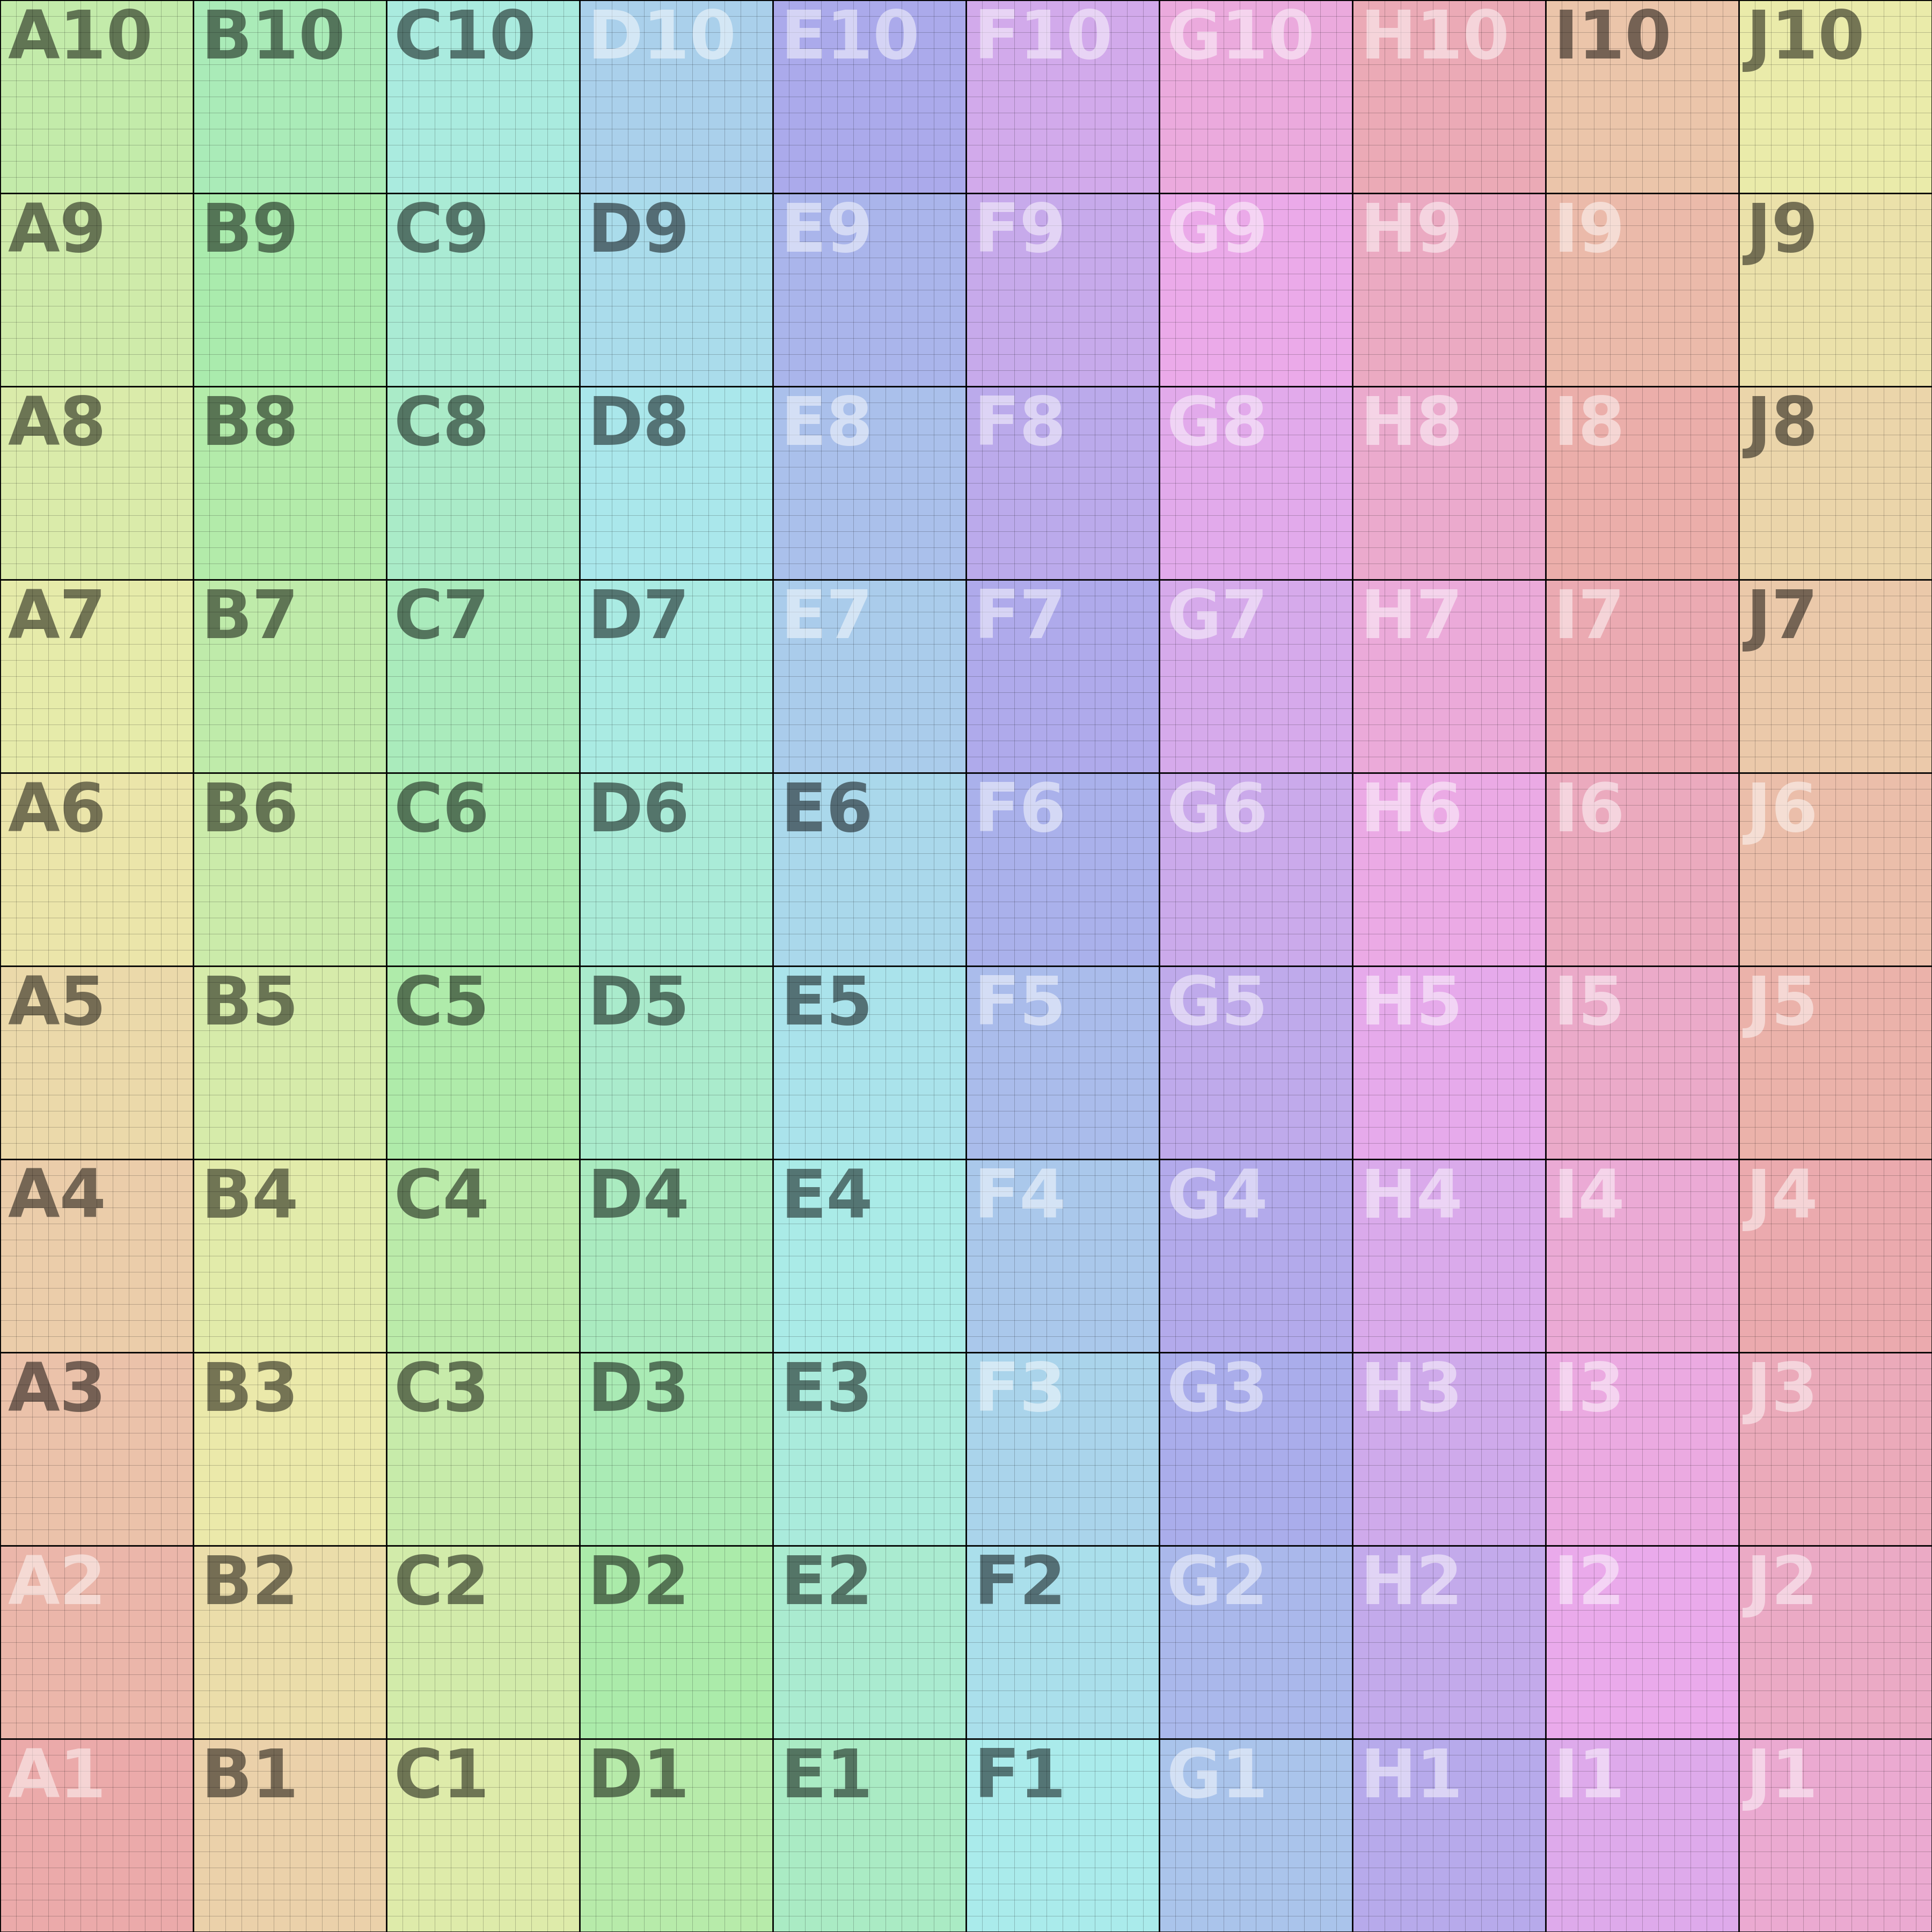 A10 B10 C10 D10 E10 F10 G10 H10 I10 J10
A9 B9 C9 D9 E9 F9 G9 H9 I9 J9
A8 B8 C8 D8 E8 F8 G8 H8 I8 J8
A7 B7 C7 D7 E7 F7 G7 H7 I7 J7
A6 B6 C6 D6 E6 F6 G6 H6 I6 J6
A5 B5 C5 D5 E5 F5 G5 H5 I5 J5
A4 B4 C4 D4 E4 F4 G4 H4 I4 J4
A3 B3 C3 D3 E3 F3 G3 H3 I3 J3
A2 B2 C2 D2 E2 F2 G2 H2 I2 J2
A1 B1 C1 D1 E1 F1 G1 H1 I1 J1